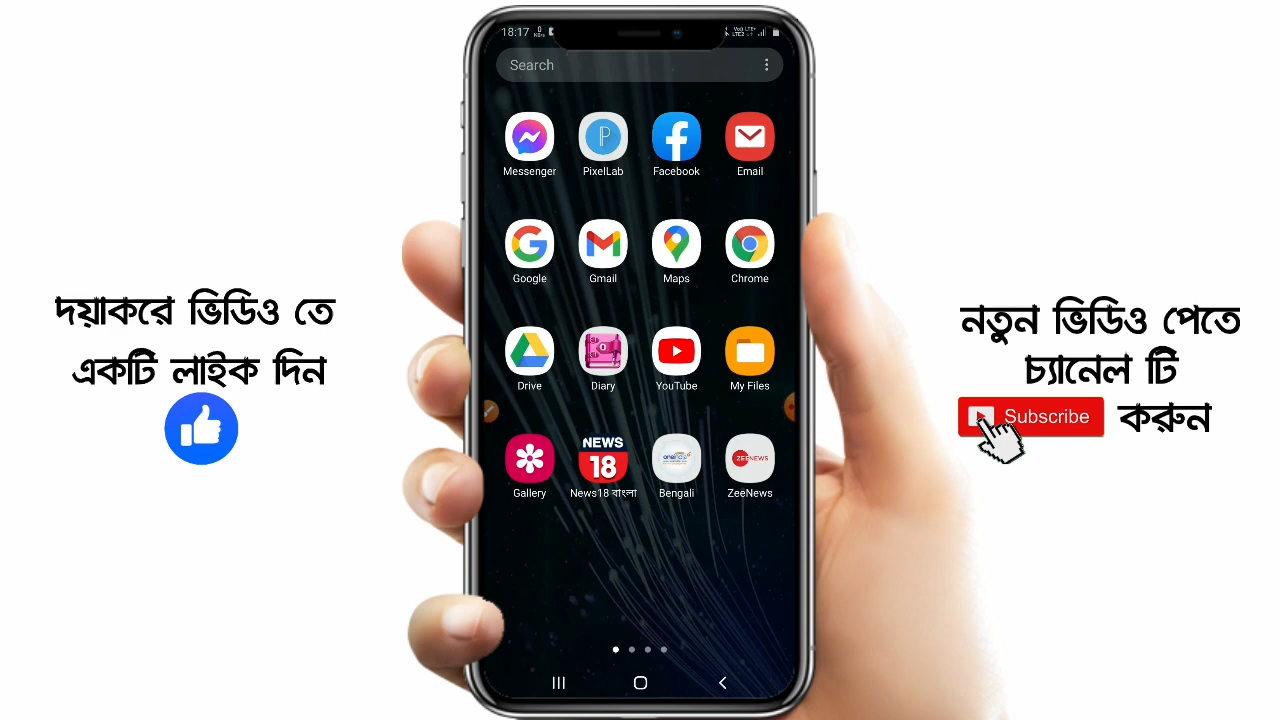 18:17
Search
Messenger PixelLab Facebook Email
Google Gmail Maps Chrome
Drive Diary YouTube My Files
NEWS
18
ZEENEWS
Gallery News18 বাংলা Bengali ZeeNews
দয়াকরে ভিডিও তে
একটি লাইক দিন
নতুন ভিডিও পেতে
চ্যানেল টি
Subscribe করুন